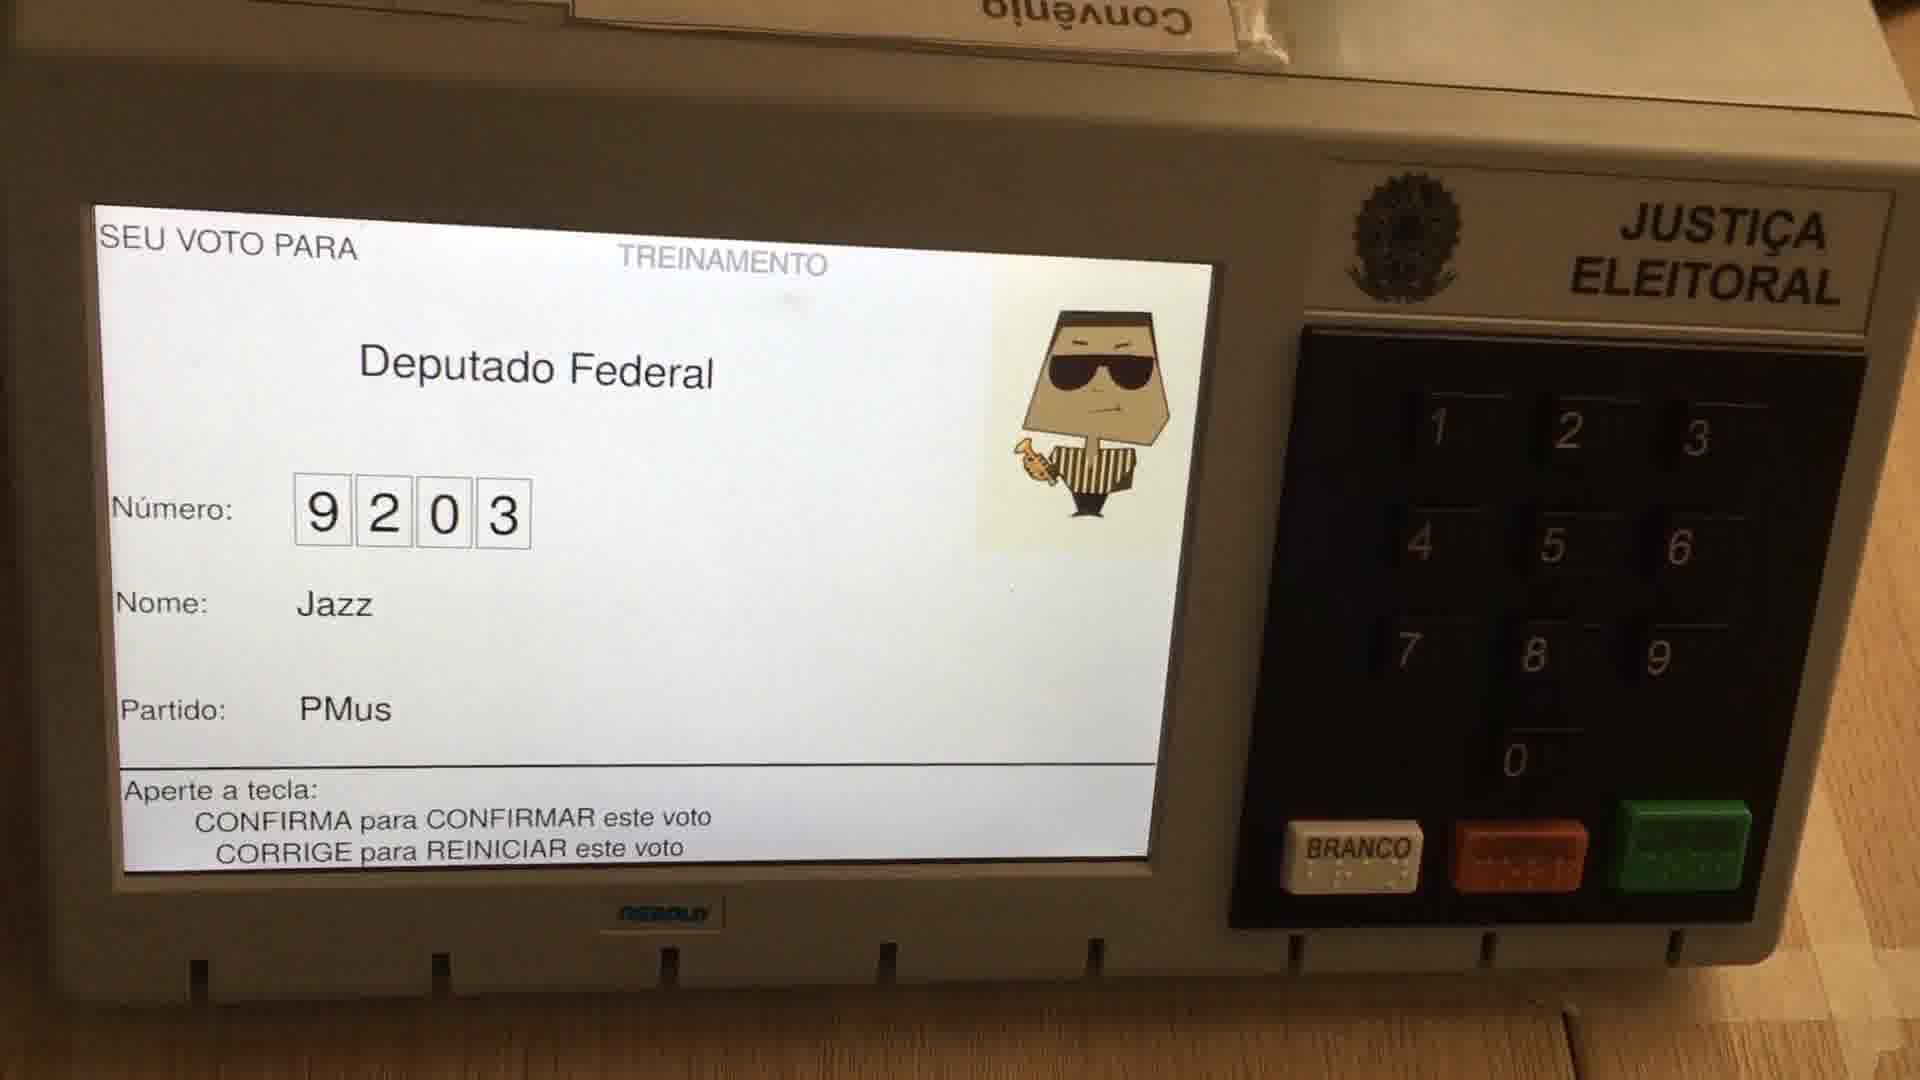 Convênio
SEU VOTO PARA
TREINAMENTO
Deputado Federal
Número: 9 2 0 3
Nome: Jazz
Partido: PMus
Aperte a tecla:
CONFIRMA para CONFIRMAR este voto
CORRIGE para REINICIAR este voto
JUSTIÇA
ELEITORAL
1 2 3
4 5 6
7 8 9
0
BRANCO